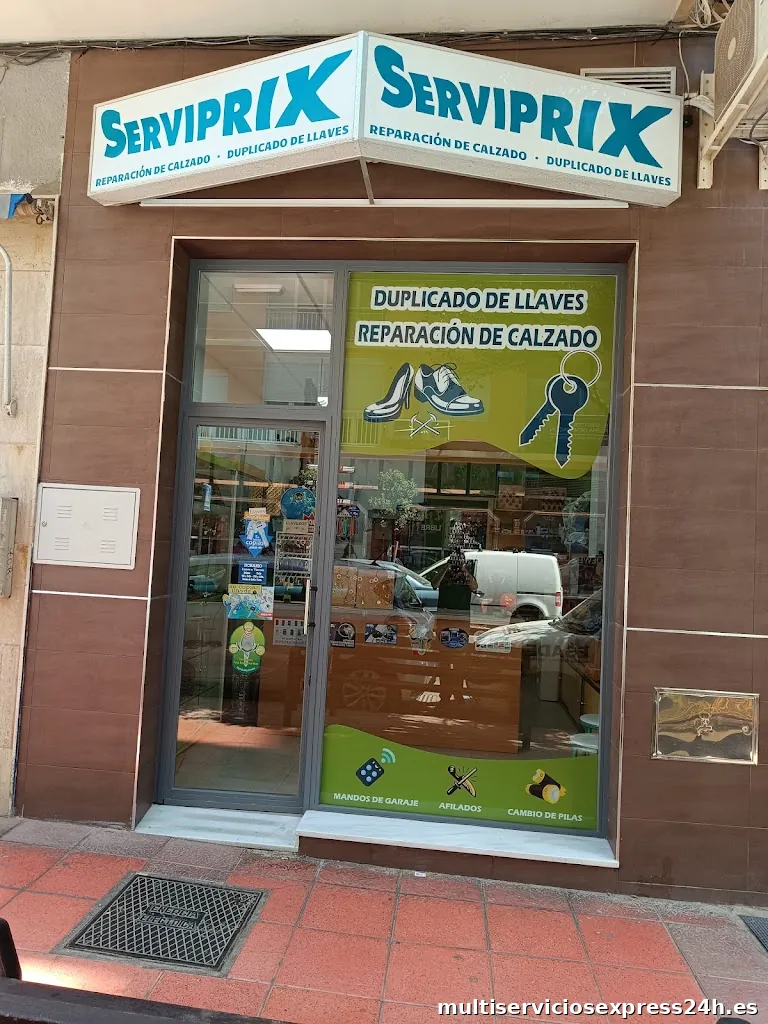 SERVIPRIX
REPARACIÓN DE CALZADO · DUPLICADO DE LLAVES
SERVIPRIX
REPARACIÓN DE CALZADO · DUPLICADO DE LLAVES
DUPLICADO DE LLAVES
REPARACIÓN DE CALZADO
HORARIO
MANDOS DE GARAJE
AFILADOS
CAMBIO DE PILAS
multiserviciosexpress24h.es